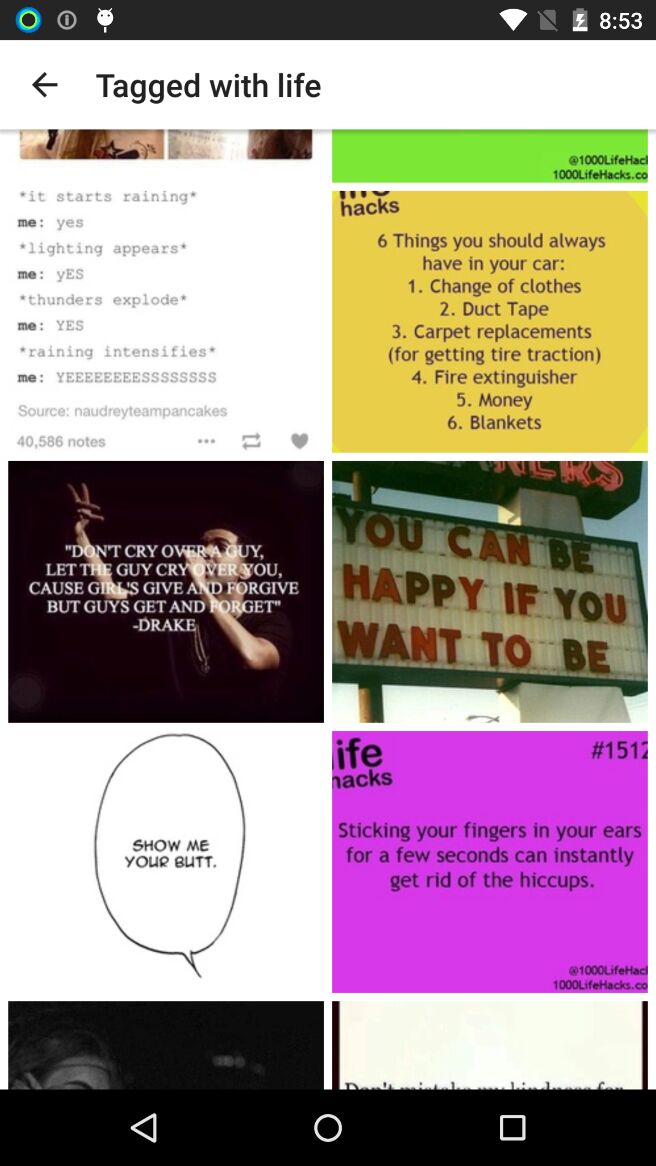 8:53
Tagged with life
@1000LifeHac
1000LifeHacks.co
*it starts raining*
me: yes
*lighting appears*
me: yES
*thunders explode*
me: YES
*raining intensifies*
me: YEEEEEEEESSSSSSSS
Source: naudreyteampancakes
40,586 notes
hacks
6 Things you should always
have in your car:
1. Change of clothes
2. Duct Tape
3. Carpet replacements
(for getting tire traction)
4. Fire extinguisher
5. Money
6. Blankets
"DON'T CRY OVER A GUY,
LET THE GUY CRY OVER YOU,
CAUSE GIRL'S GIVE AND FORGIVE
BUT GUYS GET AND FORGET"
-DRAKE
YOU CAN BE
HAPPY IF YOU
WANT TO BE
SHOW ME
YOUR BUTT.
ife
hacks
#1512
Sticking your fingers in your ears
for a few seconds can instantly
get rid of the hiccups.
@1000LifeHac
1000LifeHacks.co
Don't mistake my kindness for